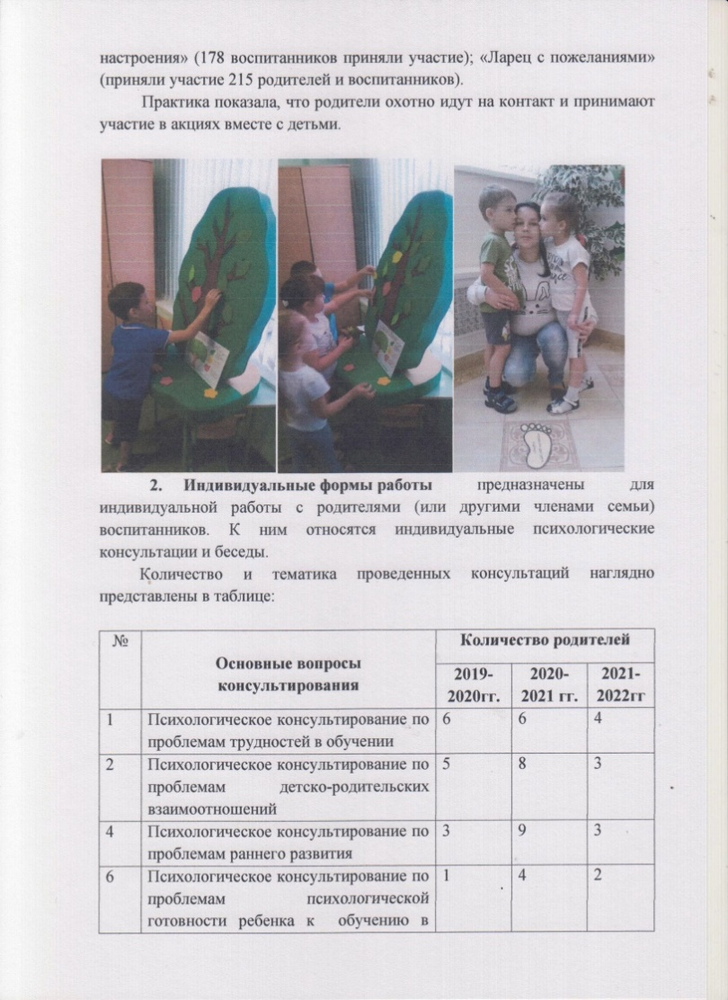 настроения» (178 воспитанников приняли участие); «Ларец с пожеланиями»
(приняли участие 215 родителей и воспитанников).
Практика показала, что родители охотно идут на контакт и принимают
участие в акциях вместе с детьми.
2. Индивидуальные формы работы предназначены для
индивидуальной работы с родителями (или другими членами семьи)
воспитанников. К ним относятся индивидуальные психологические
консультации и беседы.
Количество и тематика проведенных консультаций наглядно
представлены в таблице:
№
Основные вопросы
консультирования
Количество родителей
2019-
2020гг.
2020-
2021 гг.
2021-
2022гг
1 Психологическое консультирование по 6 6 4
проблемам трудностей в обучении
2 Психологическое консультирование по 5 8 3
проблемам детско-родительских
взаимоотношений
4 Психологическое консультирование по 3 9 3
проблемам раннего развития
6 Психологическое консультирование по 1 4 2
проблемам психологической
готовности ребенка к обучению в